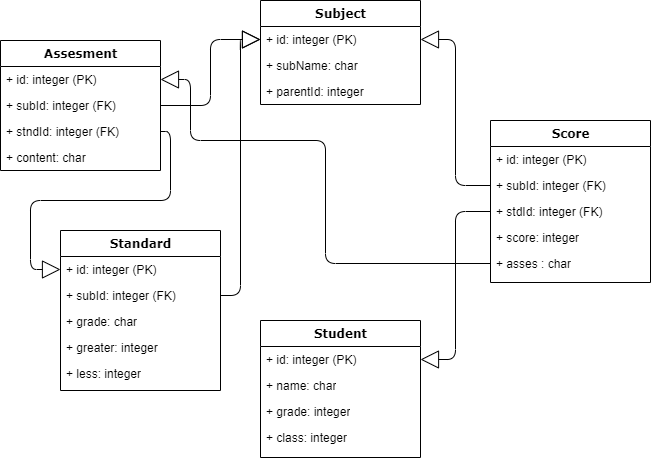 Subject
+ id: integer (PK)
+ subName: char
+ parentId: integer
Assesment
+ id: integer (PK)
+ subId: integer (FK)
+ stndId: integer (FK)
+ content: char
Score
+ id: integer (PK)
+ subId: integer (FK)
+ stdId: integer (FK)
+ score: integer
+ asses : char
Standard
+ id: integer (PK)
+ subId: integer (FK)
+ grade: char
+ greater: integer
+ less: integer
Student
+ id: integer (PK)
+ name: char
+ grade: integer
+ class: integer